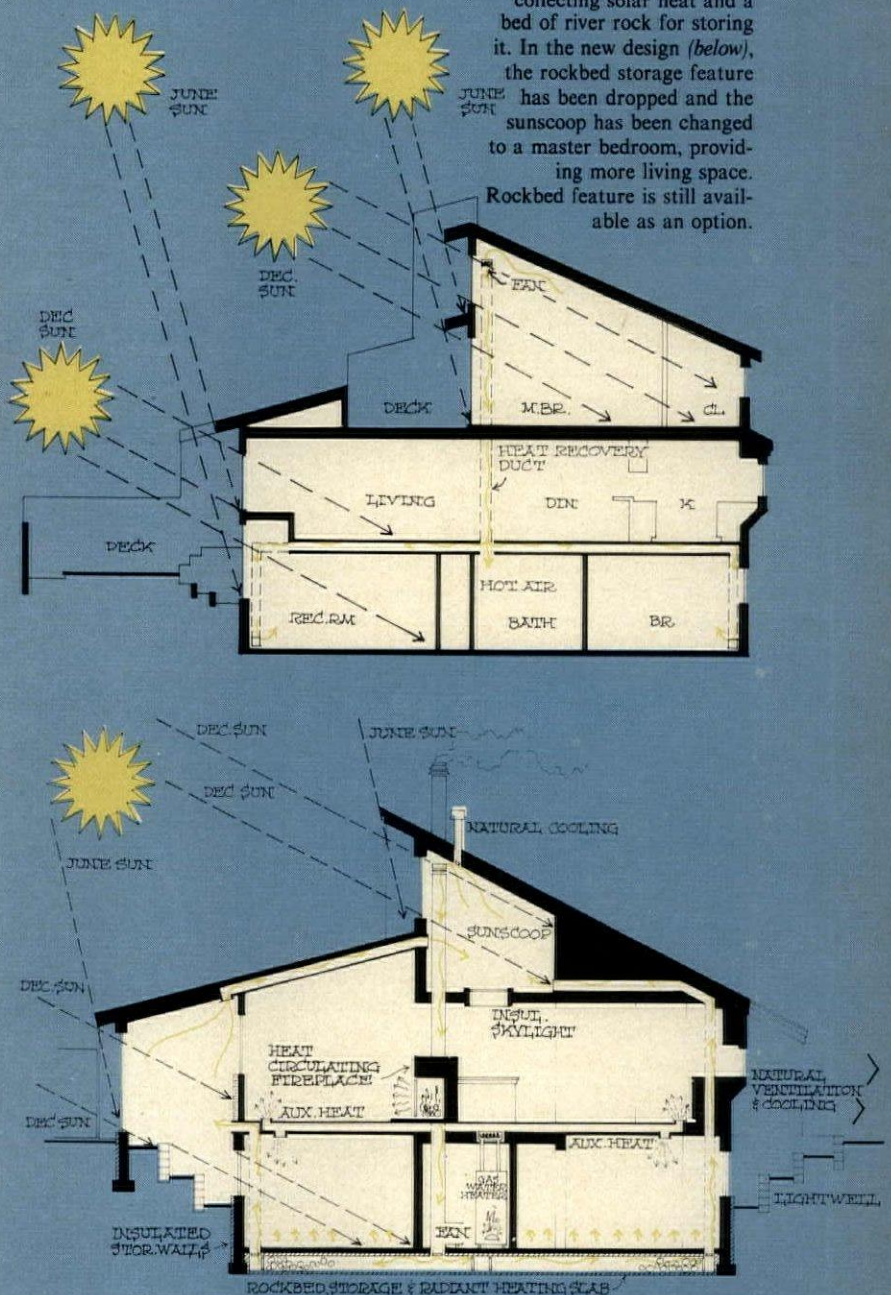 collecting solar heat and a
bed of river rock for storing
it. In the new design (below),
the rockbed storage feature
has been dropped and the
sunscoop has been changed
to a master bedroom, provid-
ing more living space.
Rockbed feature is still avail-
able as an option.
JUNE
SUN
JUNE
SUN
DEC.
SUN
DEC
SUN
FAN
DECK
M.BR.
CL.
HEAT RECOVERY
DUCT
LIVING
DIN
K
DECK
HOT AIR
REC.RM
BATH
BR
DEC.SUN
JUNE SUN
DEC SUN
NATURAL COOLING
JUNE SUN
SUNSCOOP
DEC.SUN
INSUL.
SKYLIGHT
HEAT
CIRCULATING
FIREPLACE
NATURAL
VENTILATION
& COOLING
AUX. HEAT
DEC SUN
AUX. HEAT
GAS
WATER
HEATER
LIGHTWELL
INSULATED
STOR.WALLS
FAN
ROCKBED STORAGE & RADIANT HEATING SLAB